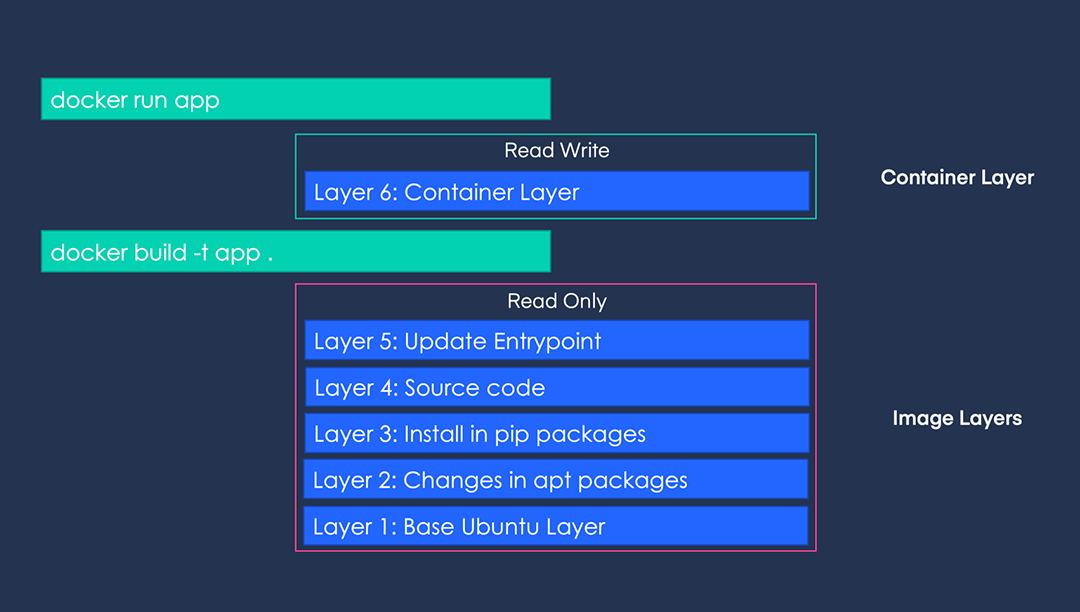 docker run app
Read Write
Layer 6: Container Layer
Container Layer
docker build -t app .
Read Only
Layer 5: Update Entrypoint
Layer 4: Source code
Layer 3: Install in pip packages
Layer 2: Changes in apt packages
Layer 1: Base Ubuntu Layer
Image Layers